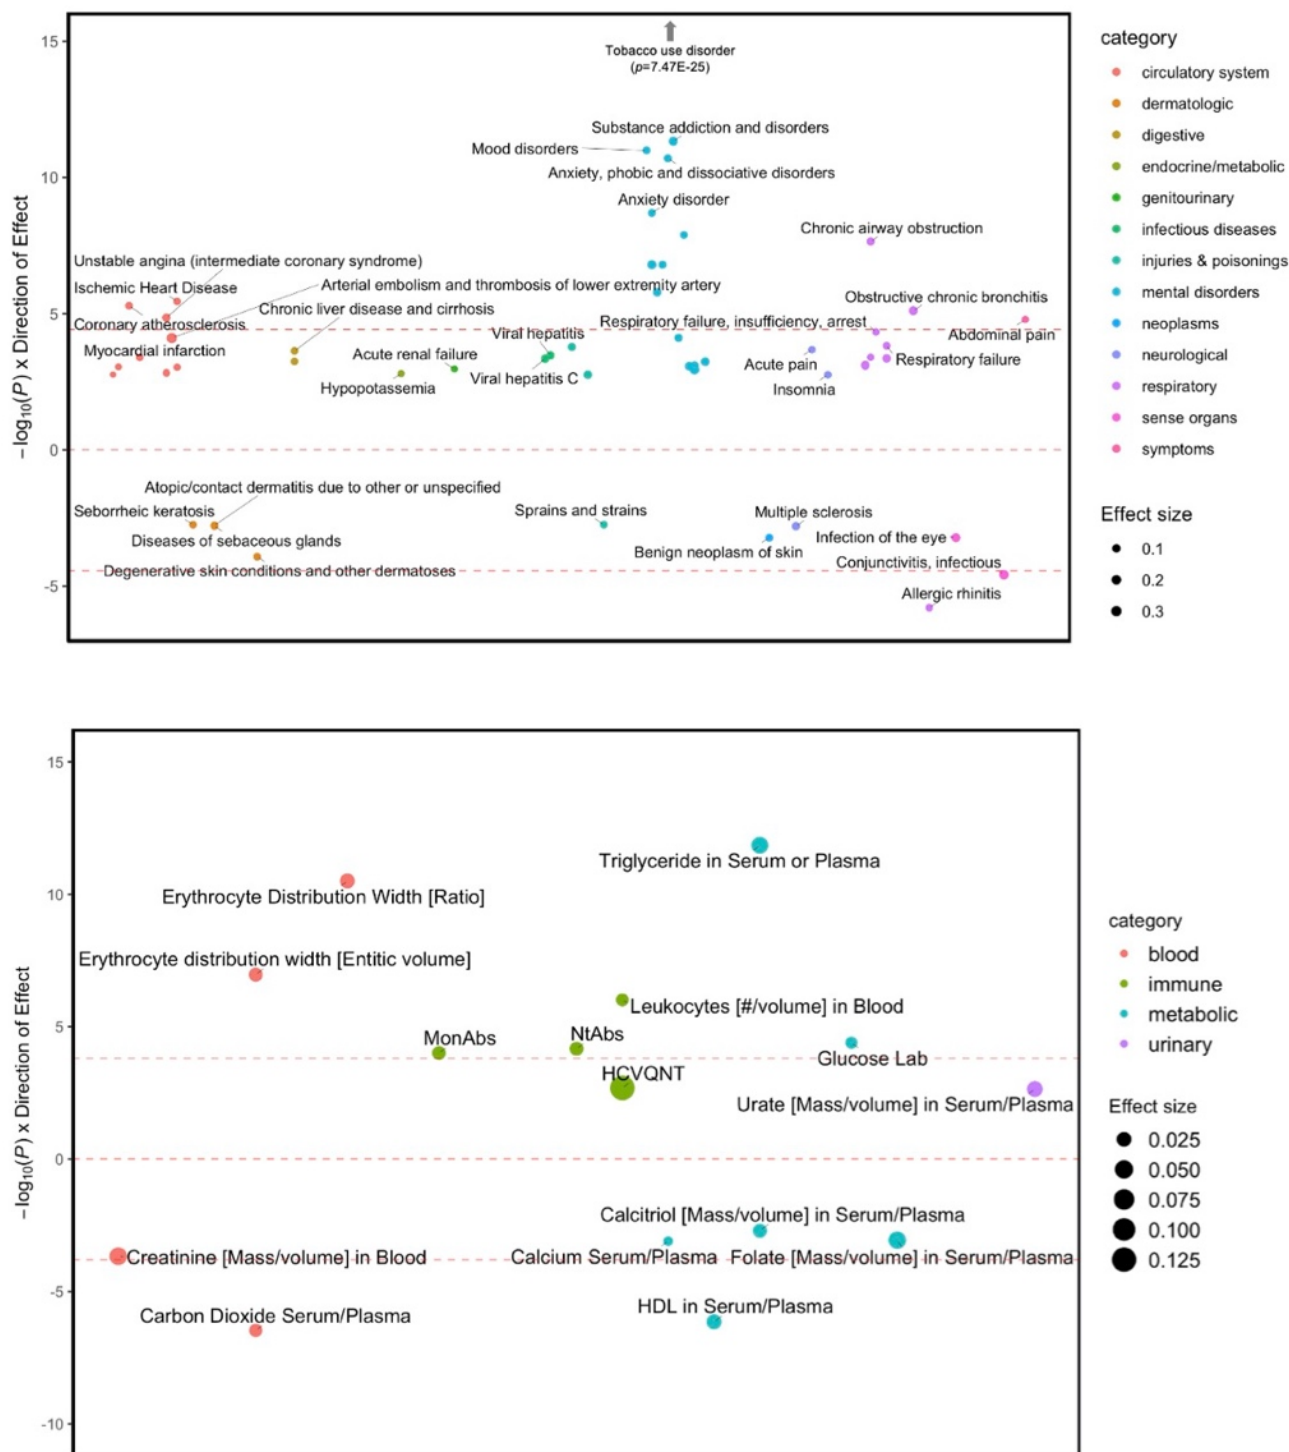 15
Tobacco use disorder
(p=7.47E-25)
Substance addiction and disorders
Mood disorders
10
Anxiety, phobic and dissociative disorders
Anxiety disorder
Chronic airway obstruction
Unstable angina (intermediate coronary syndrome)
Ischemic Heart Disease
Arterial embolism and thrombosis of lower extremity artery
Chronic liver disease and cirrhosis
Obstructive chronic bronchitis
5
Coronary atherosclerosis
Respiratory failure, insufficiency, arrest
Viral hepatitis
Abdominal pain
Myocardial infarction
Acute renal failure
Acute pain
Respiratory failure
Viral hepatitis C
Hypopotassemia
Insomnia
0
Atopic/contact dermatitis due to other or unspecified
Seborrheic keratosis
Sprains and strains
Multiple sclerosis
Diseases of sebaceous glands
Infection of the eye
Benign neoplasm of skin
Degenerative skin conditions and other dermatoses
Conjunctivitis, infectious
-5
Allergic rhinitis
−log10(P) x Direction of Effect
category
circulatory system
dermatologic
digestive
endocrine/metabolic
genitourinary
infectious diseases
injuries & poisonings
mental disorders
neoplasms
neurological
respiratory
sense organs
symptoms
Effect size
0.1
0.2
0.3
15
Triglyceride in Serum or Plasma
10
Erythrocyte Distribution Width [Ratio]
Erythrocyte distribution width [Entitic volume]
Leukocytes [#/volume] in Blood
5
MonAbs
NtAbs
Glucose Lab
HCVQNT
Urate [Mass/volume] in Serum/Plasma
0
Calcitriol [Mass/volume] in Serum/Plasma
Creatinine [Mass/volume] in Blood
Calcium Serum/Plasma
Folate [Mass/volume] in Serum/Plasma
-5
HDL in Serum/Plasma
Carbon Dioxide Serum/Plasma
-10
−log10(P) x Direction of Effect
category
blood
immune
metabolic
urinary
Effect size
0.025
0.050
0.075
0.100
0.125